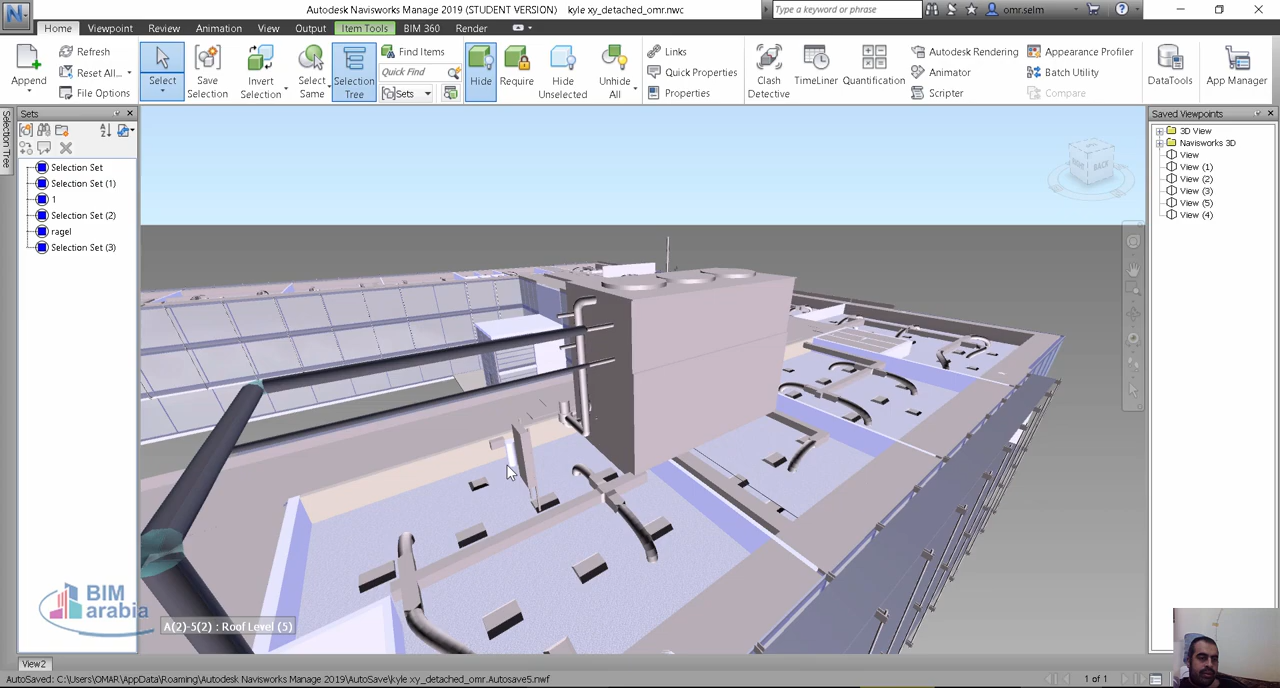 Autodesk Navisworks Manage 2019 (STUDENT VERSION) kyle xy_detached_omr.nwc
Type a keyword or phrase
omr.selm
Home Viewpoint Review Animation View Output Item Tools BIM 360 Render
Append
Refresh
Reset All...
File Options
Select
Save Selection
Invert Selection
Select Same
Selection Tree
Find Items
Quick Find
Sets
Hide
Require
Hide Unselected
Unhide All
Links
Quick Properties
Properties
Clash Detective
TimeLiner
Quantification
Autodesk Rendering
Animator
Scripter
Appearance Profiler
Batch Utility
Compare
DataTools
App Manager
Selection Tree
Sets
Selection Set
Selection Set (1)
1
Selection Set (2)
ragel
Selection Set (3)
BACK
Saved Viewpoints
3D View
Navisworks 3D
View
View (1)
View (2)
View (3)
View (5)
View (4)
BIM
arabia
A(2)-5(2) : Roof Level (5)
View2
AutoSaved: C:\Users\OMAR\AppData\Roaming\Autodesk Navisworks Manage 2019\AutoSave\kyle xy_detached_omr.Autosave5.nwf
1 of 1